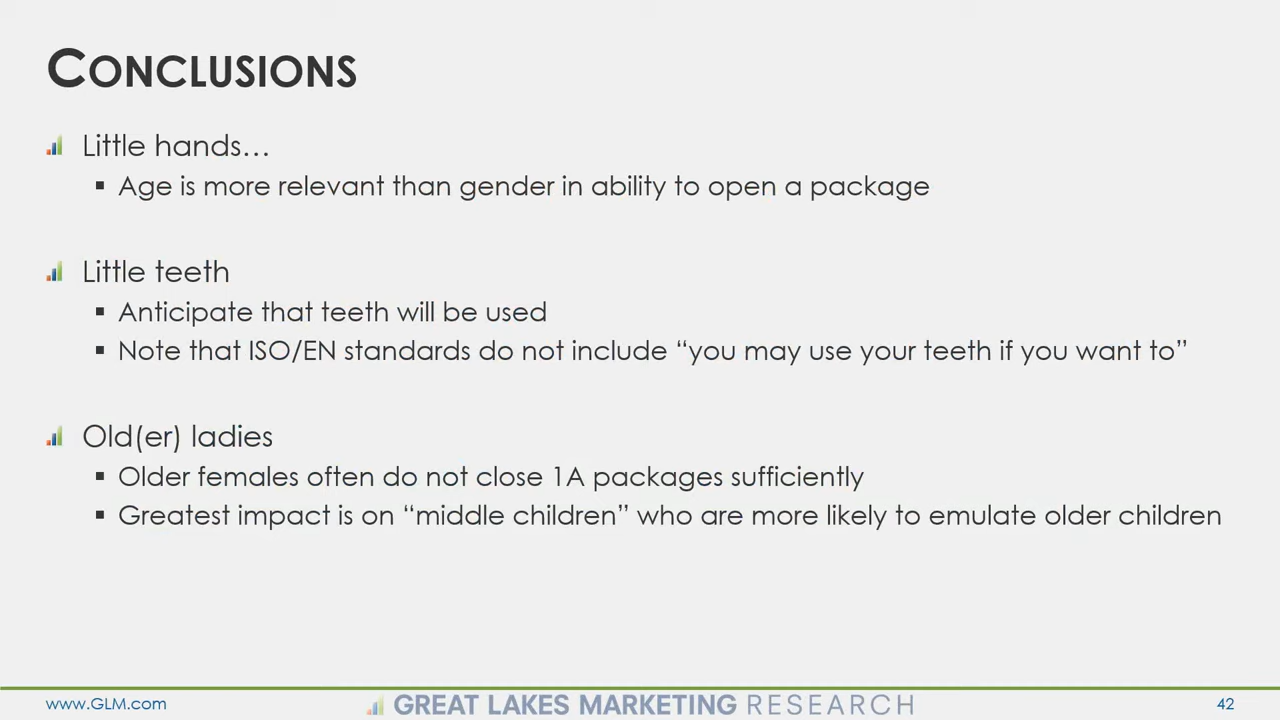 CONCLUSIONS
Little hands…
Age is more relevant than gender in ability to open a package
Little teeth
Anticipate that teeth will be used
Note that ISO/EN standards do not include “you may use your teeth if you want to”
Old(er) ladies
Older females often do not close 1A packages sufficiently
Greatest impact is on “middle children” who are more likely to emulate older children
www.GLM.com
GREAT LAKES MARKETING RESEARCH
42